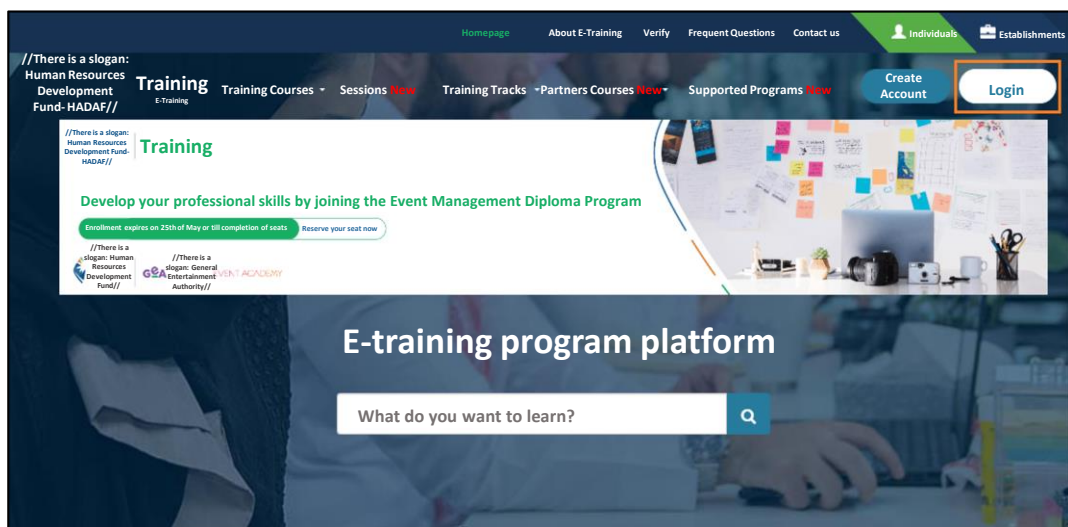 Homepage About E-Training Verify Frequent Questions Contact us Individuals Establishments
//There is a slogan:
Human Resources
Development
Fund- HADAF//
Training
E-Training
Training Courses Sessions New Training Tracks Partners Courses New Supported Programs New
Create
Account
Login
//There is a slogan:
Human Resources
Development Fund-
HADAF//
Training
Develop your professional skills by joining the Event Management Diploma Program
Enrollment expires on 25th of May or till completion of seats Reserve your seat now
//There is a
slogan: Human
Resources
Development
Fund//
GEA
//There is a
slogan: General
Entertainment
Authority//
EVENT ACADEMY
E-training program platform
What do you want to learn?